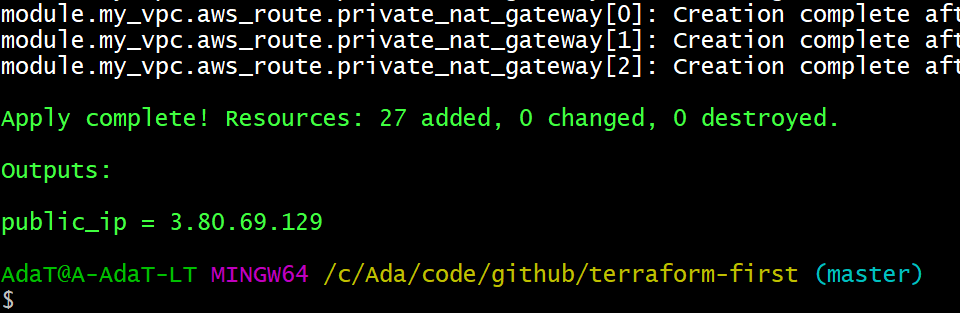 module.my_vpc.aws_route.private_nat_gateway[0]: Creation complete aft
module.my_vpc.aws_route.private_nat_gateway[1]: Creation complete aft
module.my_vpc.aws_route.private_nat_gateway[2]: Creation complete aft
Apply complete! Resources: 27 added, 0 changed, 0 destroyed.
Outputs:
public_ip = 3.80.69.129
AdaT@A-AdaT-LT MINGW64 /c/Ada/code/github/terraform-first (master)
$